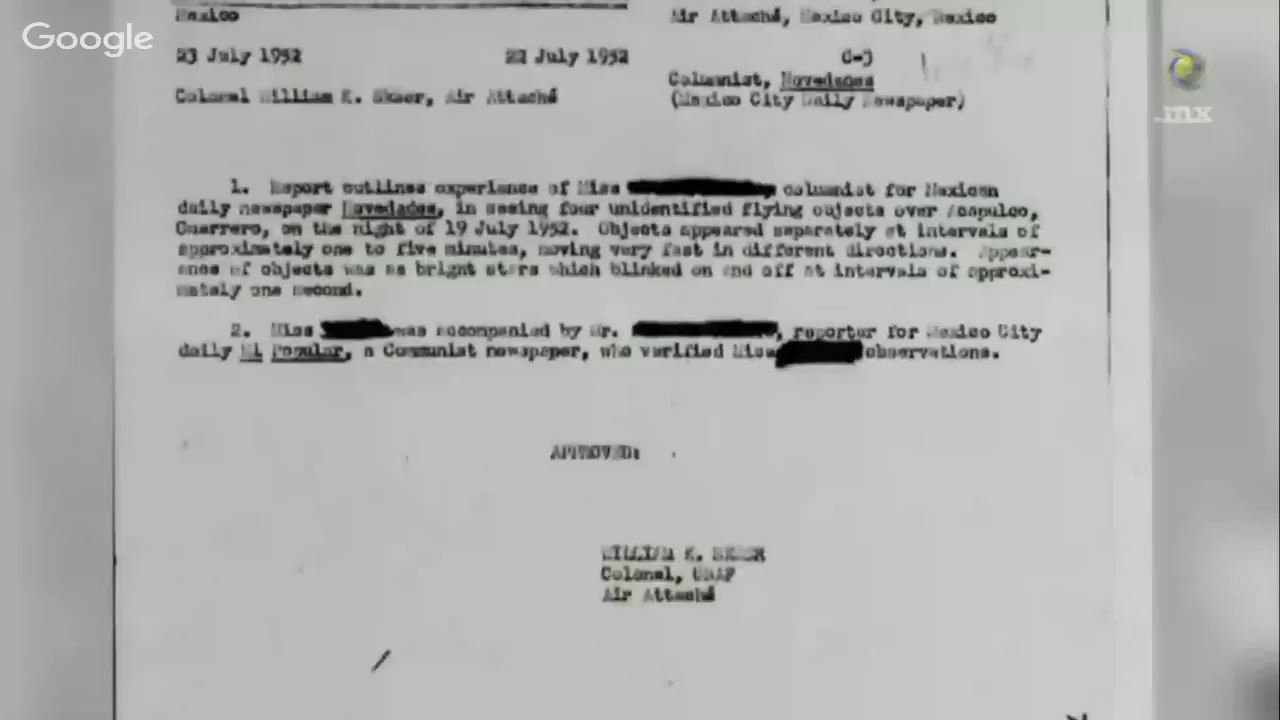 Google
Mexico
Air Attaché, Mexico City, Mexico
23 July 1952 22 July 1952 C-3
Colonel William K. Skaer, Air Attaché
Columnist, Novedades
(Mexico City Daily Newspaper)
.mx
1. Report outlines experience of Miss columnist for Mexican
daily newspaper Novedades, in seeing four unidentified flying oujects over Acapulco,
Guerrero, on the night of 19 July 1952. Objects appeared separately at intervals of
approximately one to five minutes, moving very fast in different directions. Appear-
ance of objects was as bright stars which blinked on and off at intervals of approxi-
mately one second.
2. Miss was accompanied by Mr. , reporter for Mexico City
daily El Popular, a Communist newspaper, who verified Miss observations.
APPROVED:
WILLIAM K. SKAER
Colonel, USAF
Air Attaché